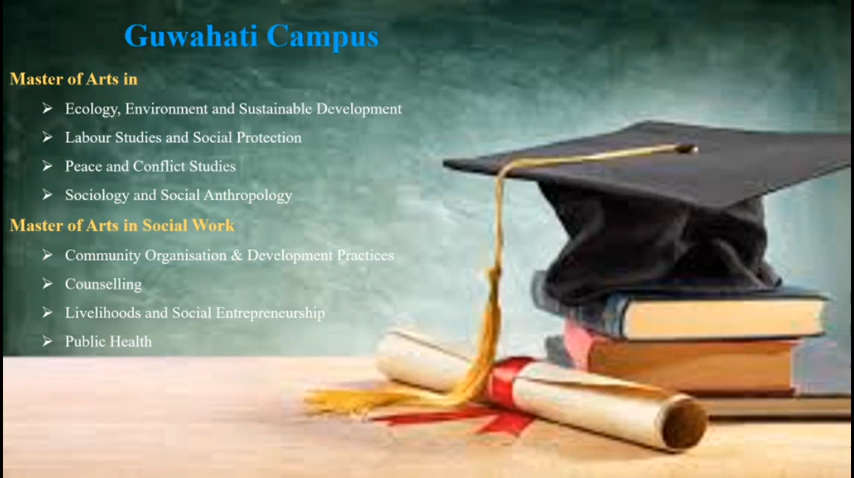 Guwahati Campus
Master of Arts in
Ecology, Environment and Sustainable Development
Labour Studies and Social Protection
Peace and Conflict Studies
Sociology and Social Anthropology
Master of Arts in Social Work
Community Organisation & Development Practices
Counselling
Livelihoods and Social Entrepreneurship
Public Health